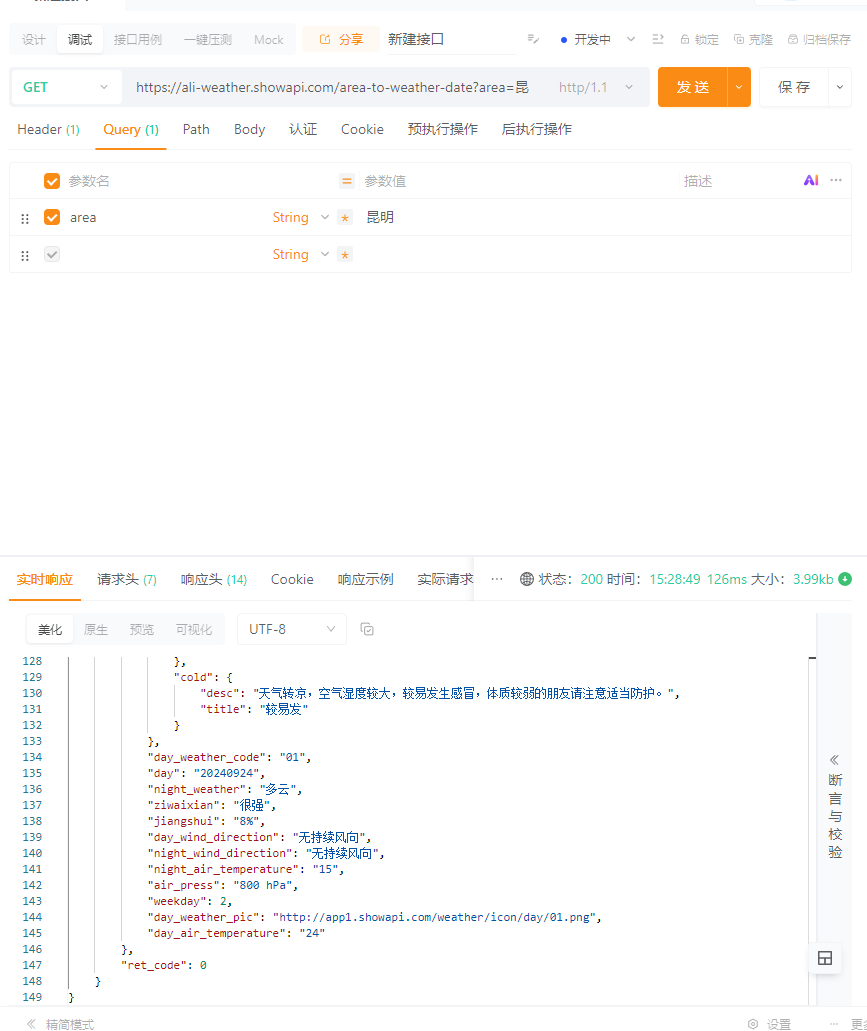 设计 调试 接口用例 一键压测 Mock 分享 新建接口 开发中 锁定 克隆 归档保存
GET https://ali-weather.showapi.com/area-to-weather-date?area=昆 http/1.1 发 送 保 存
Header (1) Query (1) Path Body 认证 Cookie 预执行操作 后执行操作
参数名 = 参数值 描述 AI ···
area String * 昆明
String *
实时响应 请求头 (7) 响应头 (14) Cookie 响应示例 实际请求 ··· 状态: 200 时间: 15:28:49 126ms 大小: 3.99kb
美化 原生 预览 可视化 UTF-8
128 },
129 "cold": {
130 "desc": "天气转凉，空气湿度较大，较易发生感冒，体质较弱的朋友请注意适当防护。",
131 "title": "较易发"
132 }
133 },
134 "day_weather_code": "01",
135 "day": "20240924",
136 "night_weather": "多云",
137 "ziwaixian": "很强",
138 "jiangshui": "8%",
139 "day_wind_direction": "无持续风向",
140 "night_wind_direction": "无持续风向",
141 "night_air_temperature": "15",
142 "air_press": "800 hPa",
143 "weekday": 2,
144 "day_weather_pic": "http://app1.showapi.com/weather/icon/day/01.png",
145 "day_air_temperature": "24"
146 },
147 "ret_code": 0
148 }
149 }
断言与校验
精简模式 设置 ··· 更